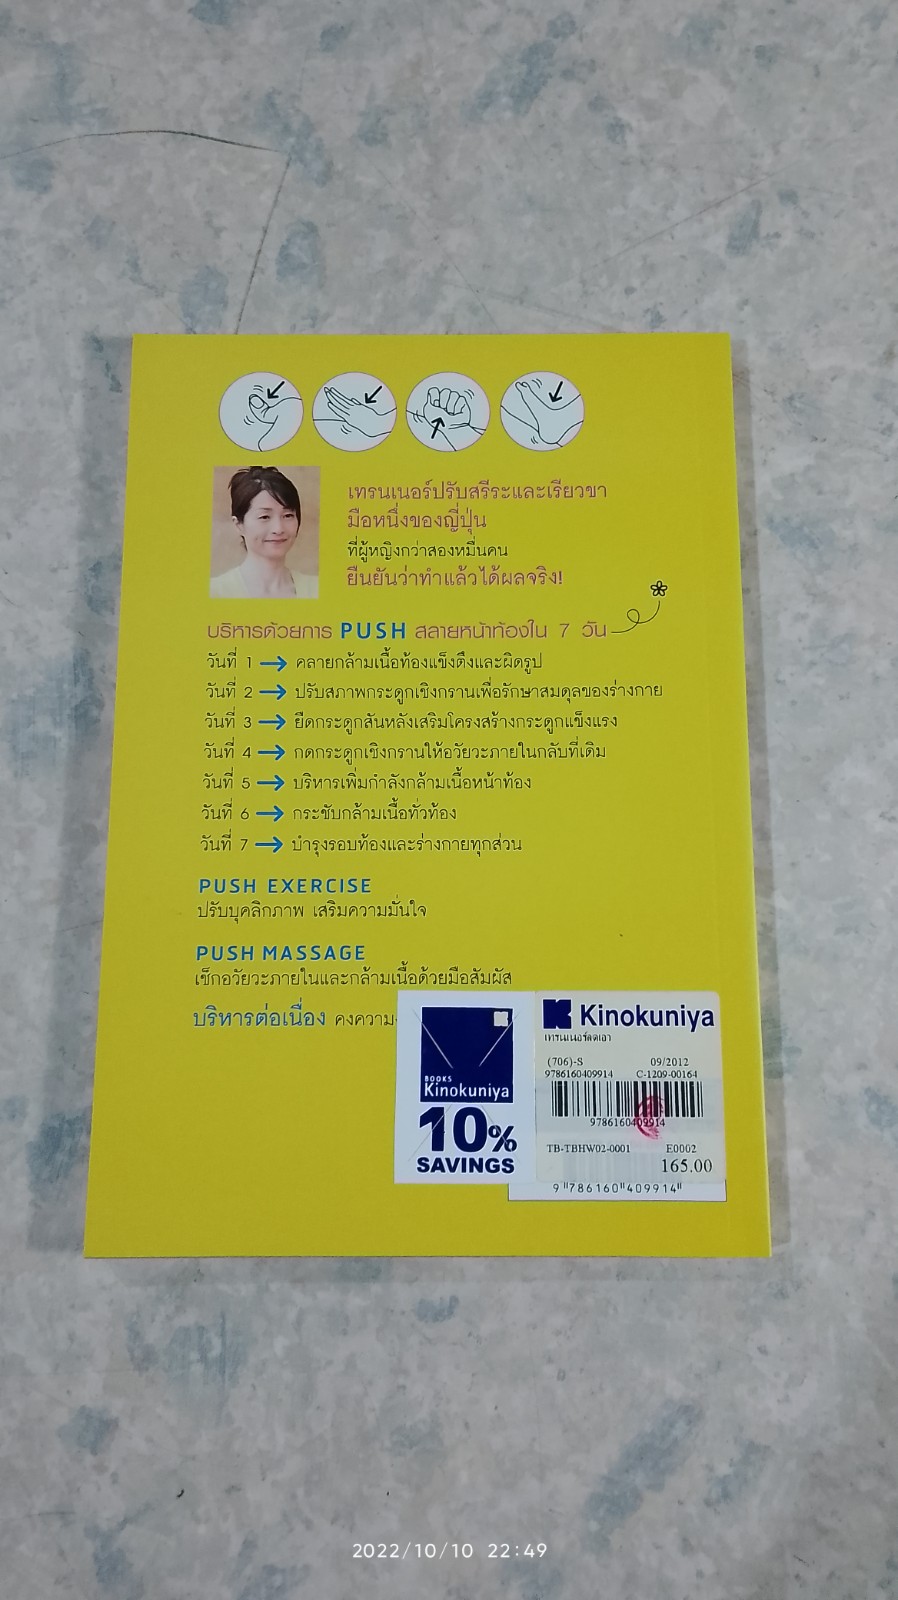 เทรนเนอร์ปรับสรีระและเรียวขา
มือหนึ่งของญี่ปุ่น
ที่ผู้หญิงกว่าสองหมื่นคน
ยืนยันว่าทำแล้วได้ผลจริง!
บริหารด้วยการ PUSH สลายหน้าท้องใน 7 วัน
วันที่ 1 → คลายกล้ามเนื้อท้องแข็งตึงและผิดรูป
วันที่ 2 → ปรับสภาพกระดูกเชิงกรานเพื่อรักษาสมดุลของร่างกาย
วันที่ 3 → ยืดกระดูกสันหลังเสริมโครงสร้างกระดูกแข็งแรง
วันที่ 4 → กดกระดูกเชิงกรานให้อวัยวะภายในกลับที่เดิม
วันที่ 5 → บริหารเพิ่มกำลังกล้ามเนื้อหน้าท้อง
วันที่ 6 → กระชับกล้ามเนื้อทั่วท้อง
วันที่ 7 → บำรุงรอบท้องและร่างกายทุกส่วน
PUSH EXERCISE
ปรับบุคลิกภาพ เสริมความมั่นใจ
PUSH MASSAGE
เช็กอวัยวะภายในและกล้ามเนื้อด้วยมือสัมผัส
บริหารต่อเนื่อง คงความ
BOOKS
Kinokuniya
10%
SAVINGS
Kinokuniya
เทรนเนอร์ลดเอา
(706)-S 09/2012
9786160409914 C-1209-00164
9786160409914
TB-TBHW02-0001 E0002
165.00
9 786160 409914
2022/10/10 22:49